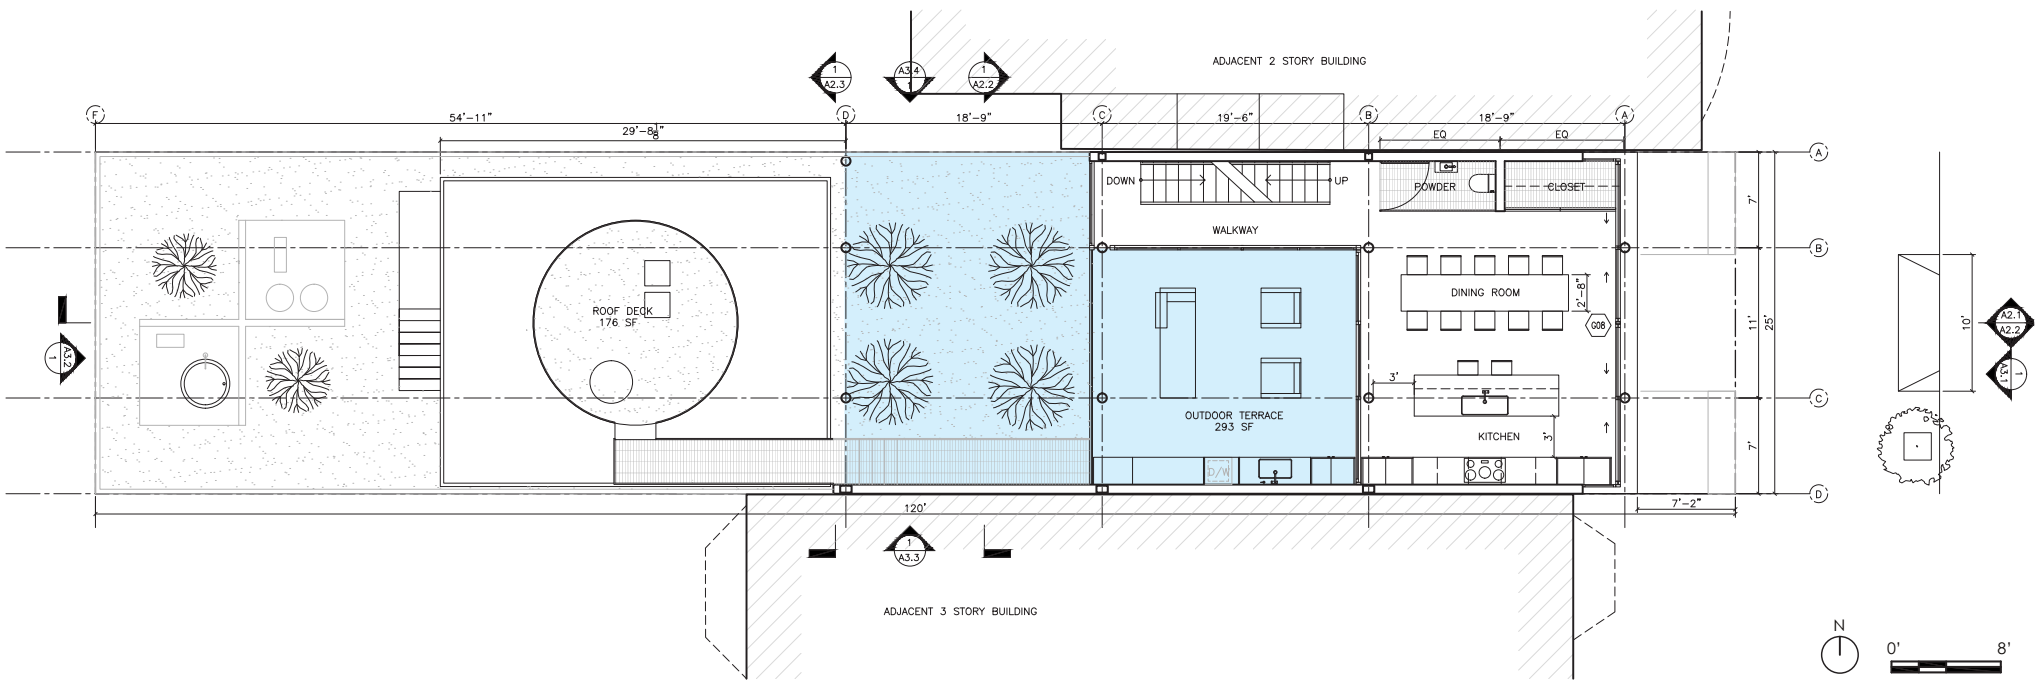 ADJACENT 2 STORY BUILDING
1
A2.3
A3.4
1
1
A2.2
F
D
C
B
A
54'-11"
18'-9"
19'-6"
18'-9"
29'-8 1/8"
EQ
EQ
A
DOWN
UP
POWDER
CLOSET
7'
WALKWAY
B
DINING ROOM
2'-8"
ROOF DECK
176 SF
G08
11'
25'
10'
A2.1
A2.2
A3.2
1
A3.1
1
3'
C
OUTDOOR TERRACE
293 SF
KITCHEN
3'
7'
D/W
D
120'
7'-2"
1
A3.3
ADJACENT 3 STORY BUILDING
N
0'
8'